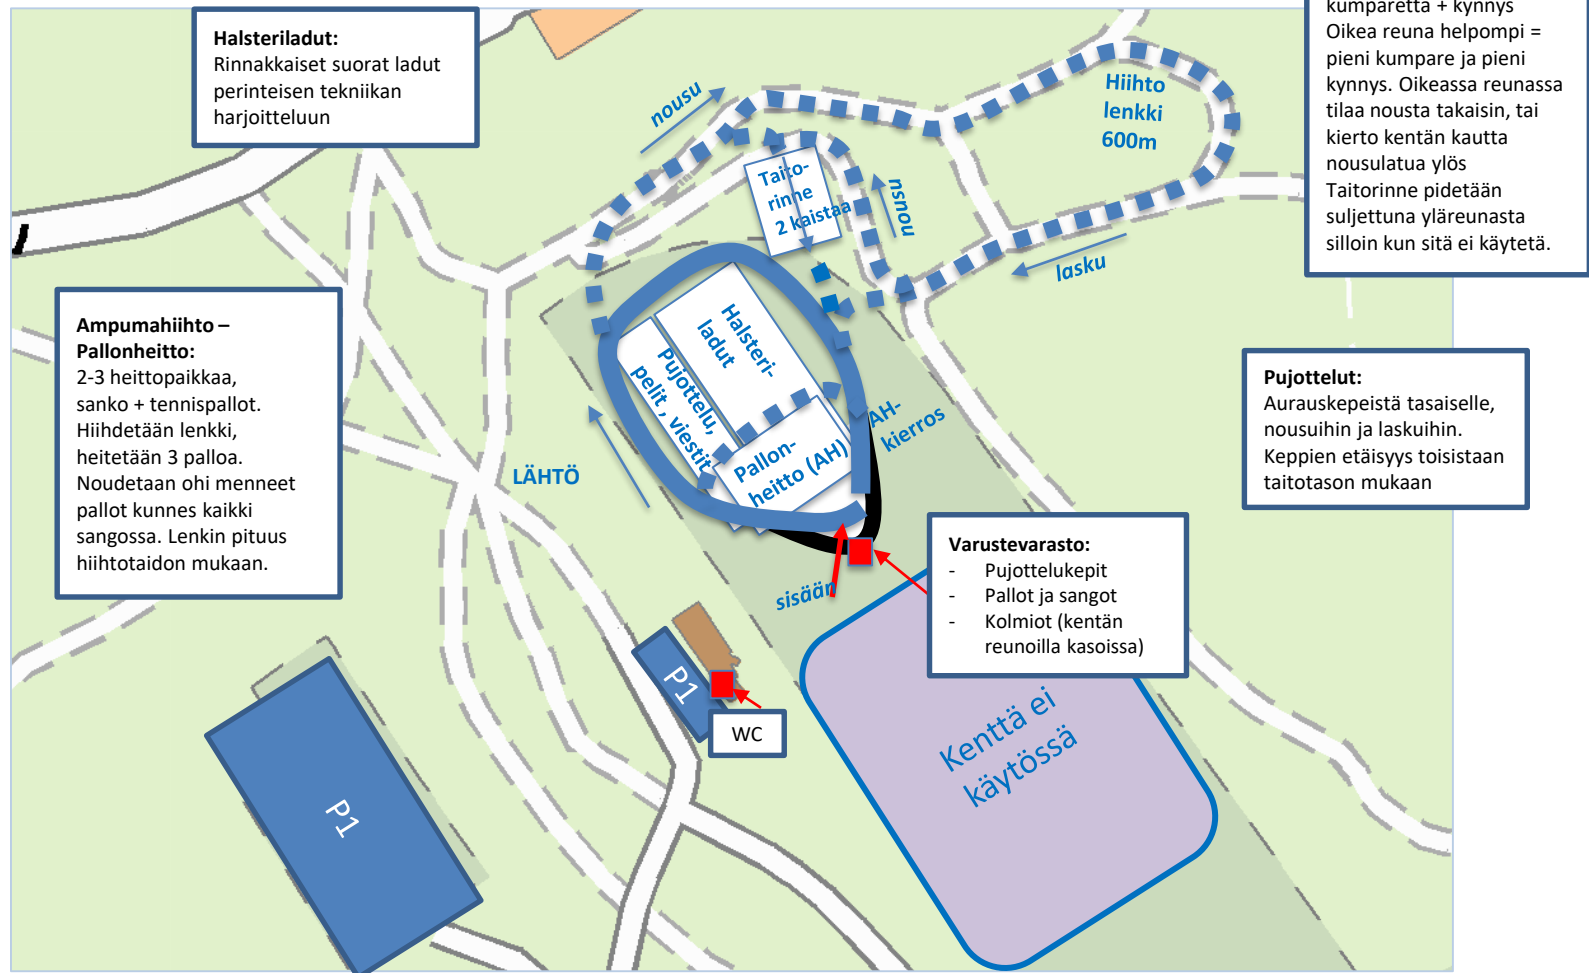 Halsteriladut:
Rinnakkaiset suorat ladut
perinteisen tekniikan
harjoitteluun
kumparetta + kynnys
Oikea reuna helpompi =
pieni kumpare ja pieni
kynnys. Oikeassa reunassa
tilaa nousta takaisin, tai
kierto kentän kautta
nousulatua ylös
Taitorinne pidetään
suljettuna yläreunasta
silloin kun sitä ei käytetä.
nousu
Hiihto
lenkki
600m
Taito-
rinne
2 kaistaa
nsnou
lasku
Ampumahiihto –
Pallonheitto:
2-3 heittopaikkaa,
sanko + tennispallot.
Hiihdetään lenkki,
heitetään 3 palloa.
Noudetaan ohi menneet
pallot kunnes kaikki
sangossa. Lenkin pituus
hiihtotaidon mukaan.
Halsteri-
ladut
Pujottelu,
pelit , viestit
Pallon-
heitto (AH)
AH-
kierros
LÄHTÖ
Pujottelut:
Aurauskepeistä tasaiselle,
nousuihin ja laskuihin.
Keppien etäisyys toisistaan
taitotason mukaan
sisään
Varustevarasto:
- Pujottelukepit
- Pallot ja sangot
- Kolmiot (kentän
reunoilla kasoissa)
P1
WC
Kenttä ei
käytössä
P1